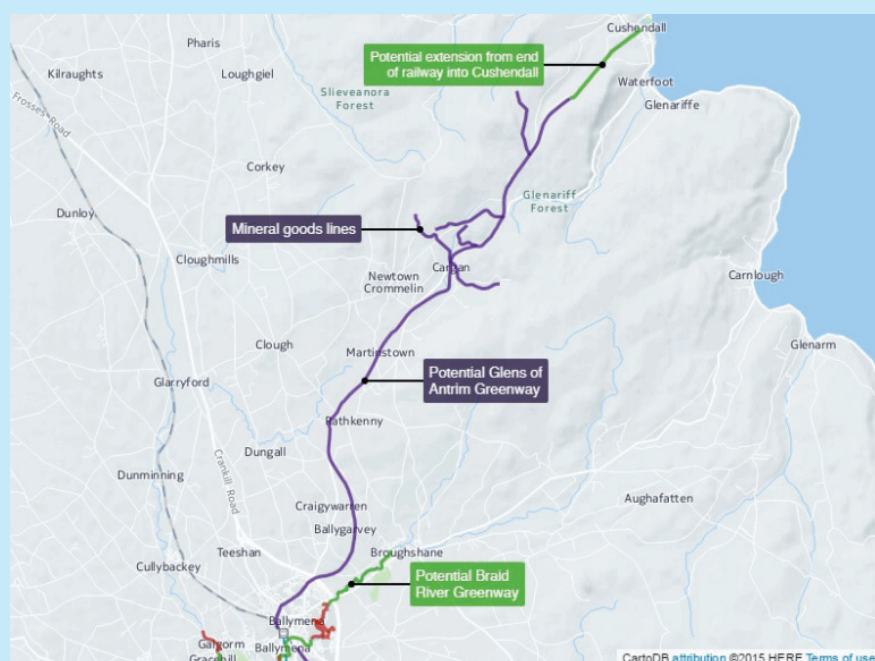 Cushendall
Pharis
Potential extension from end
of railway into Cushendall
Kilraughts
Loughgiel
Waterfoot
Slieveanora
Forest
Glenariffe
Frosses Road
Corkey
Glenariff
Forest
Dunloy
Mineral goods lines
Cloughmills
Cargan
Carnlough
Newtown
Crommelin
Clough
Martinstown
Glenarm
Glarryford
Potential Glens of
Antrim Greenway
Rathkenny
Dungall
Dunminning
Crankill Road
Aughafatten
Craigywarren
Ballygarvey
Teeshan
Broughshane
Cullybackey
Potential Braid
River Greenway
Ballymena
Galgorm
Ballymena
Gracehill
CartoDB attribution ©2015 HERE Terms of use